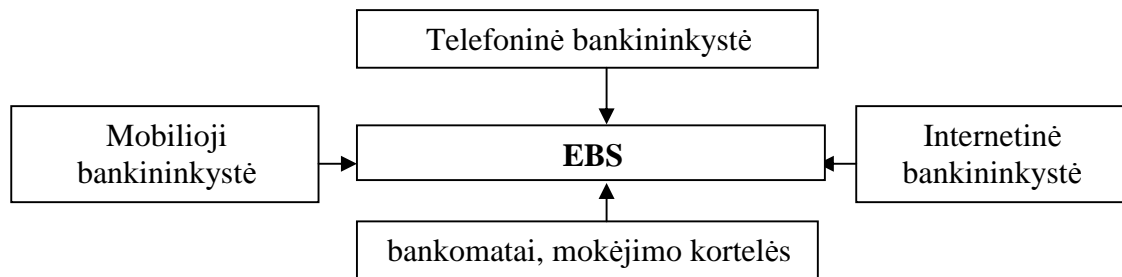 Telefoninė bankininkystė
Mobilioji
bankininkystė
EBS
Internetinė
bankininkystė
bankomatai, mokėjimo kortelės